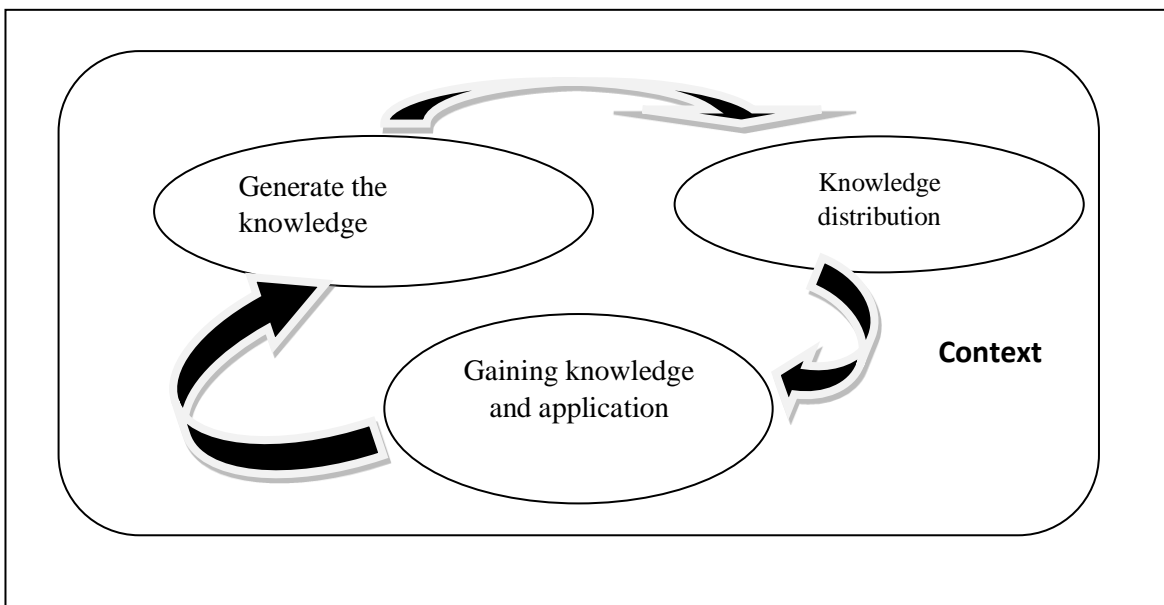 Generate the
knowledge
Knowledge
distribution
Context
Gaining knowledge
and application